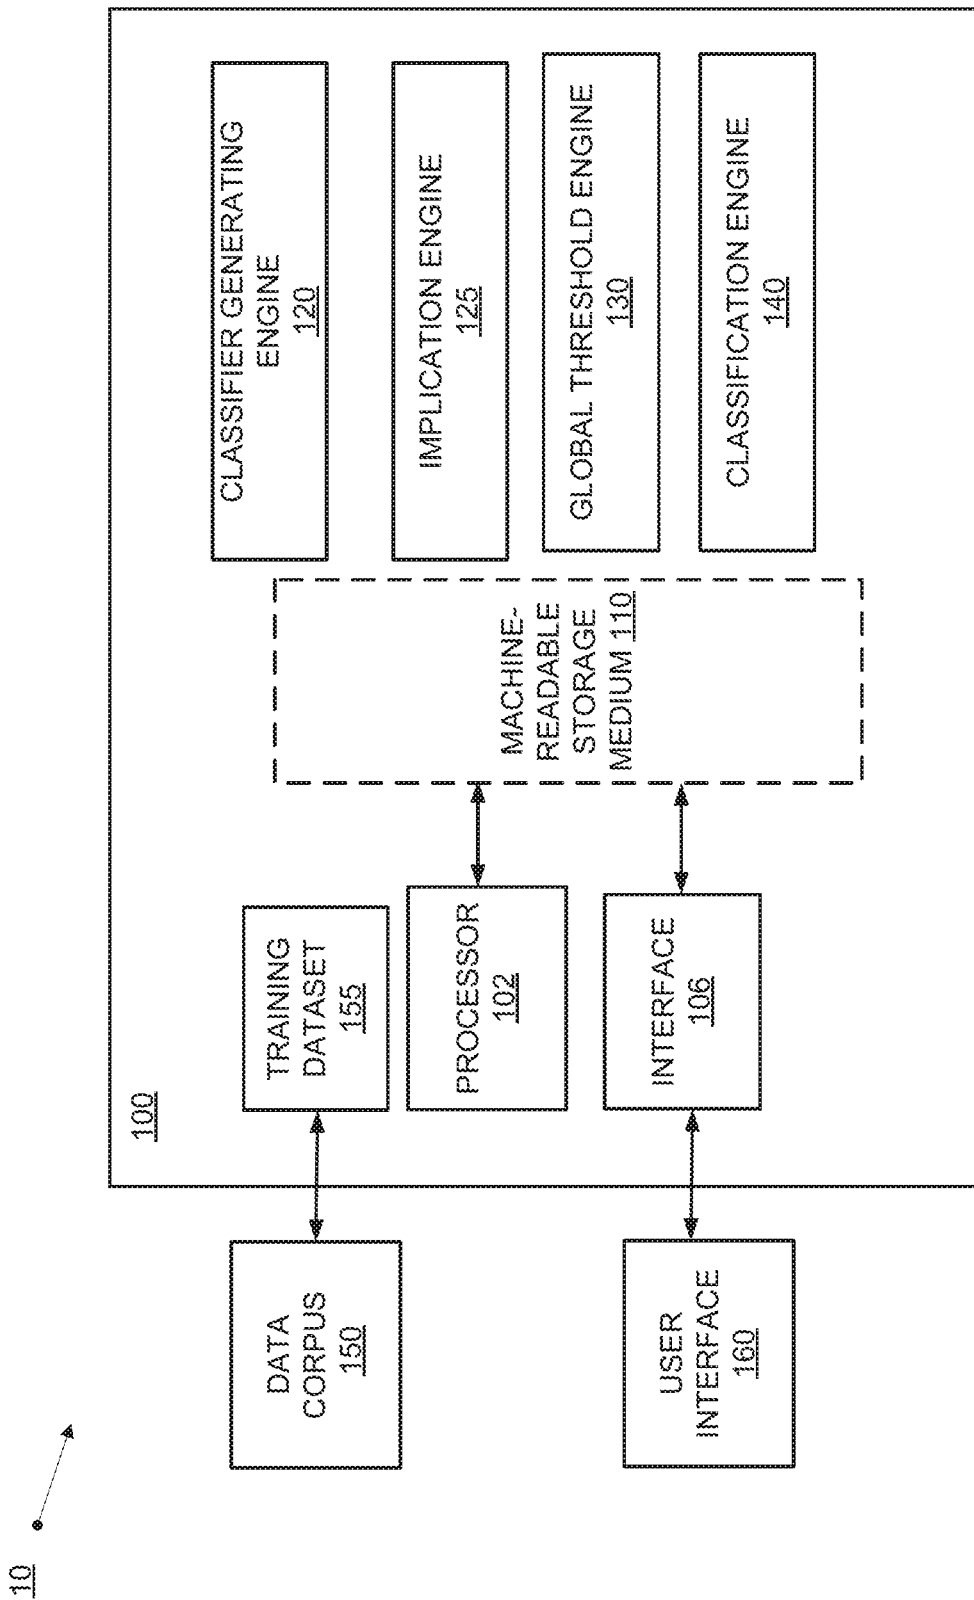 10
100
DATA
CORPUS
150
TRAINING
DATASET
155
CLASSIFIER GENERATING
ENGINE
120
PROCESSOR
102
MACHINE-
READABLE
STORAGE
MEDIUM 110
IMPLICATION ENGINE
125
GLOBAL THRESHOLD ENGINE
130
USER
INTERFACE
160
INTERFACE
106
CLASSIFICATION ENGINE
140